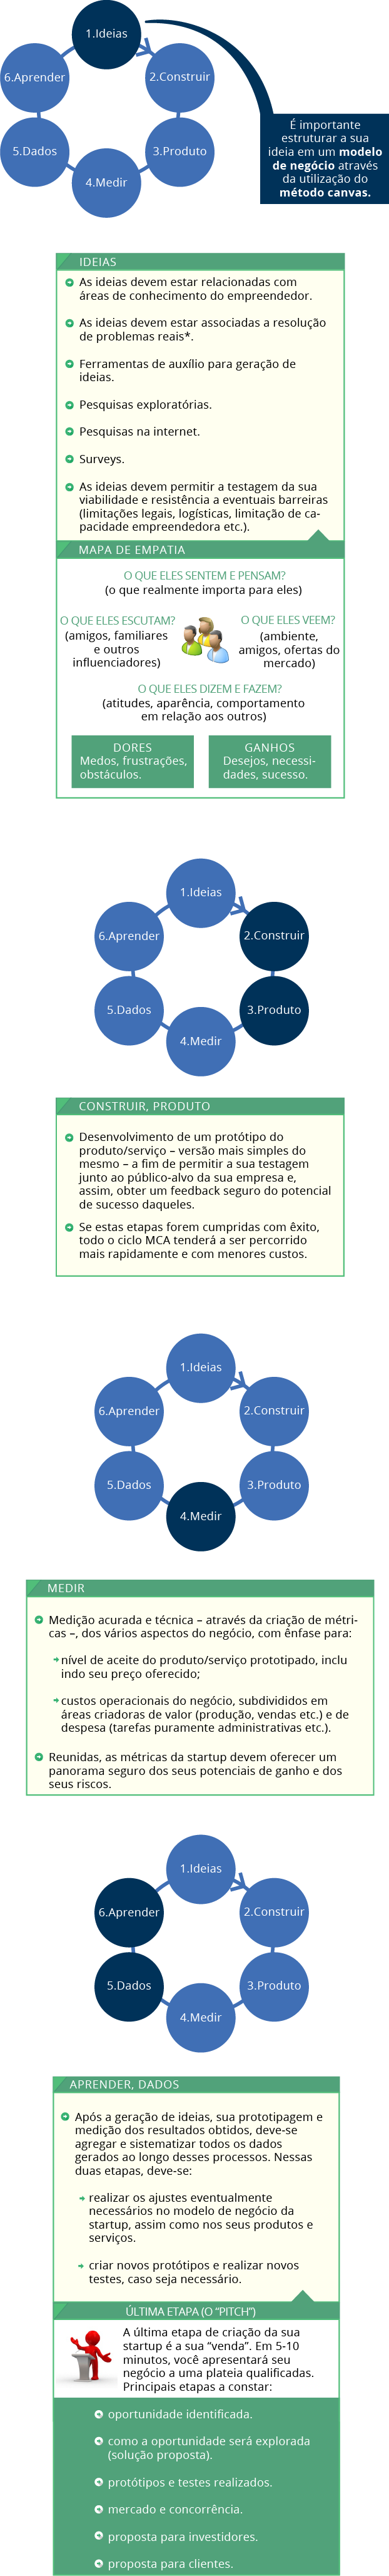 1.Ideias
6.Aprender
2.Construir
5.Dados
3.Produto
4.Medir
É importante
estruturar a sua
ideia em um modelo
de negócio através
da utilização do
método canvas.
IDEIAS
As ideias devem estar relacionadas com
áreas de conhecimento do empreendedor.
As ideias devem estar associadas a resolução
de problemas reais*.
Ferramentas de auxílio para geração de
ideias.
Pesquisas exploratórias.
Pesquisas na internet.
Surveys.
As ideias devem permitir a testagem da sua
viabilidade e resistência a eventuais barreiras
(limitações legais, logísticas, limitação de ca-
pacidade empreendedora etc.).
MAPA DE EMPATIA
O QUE ELES SENTEM E PENSAM?
(o que realmente importa para eles)
O QUE ELES ESCUTAM?
(amigos, familiares
e outros
influenciadores)
O QUE ELES VEEM?
(ambiente,
amigos, ofertas do
mercado)
O QUE ELES DIZEM E FAZEM?
(atitudes, aparência, comportamento
em relação aos outros)
DORES
Medos, frustrações,
obstáculos.
GANHOS
Desejos, necessi-
dades, sucesso.
1.Ideias
6.Aprender
2.Construir
5.Dados
3.Produto
4.Medir
CONSTRUIR, PRODUTO
Desenvolvimento de um protótipo do
produto/serviço – versão mais simples do
mesmo – a fim de permitir a sua testagem
junto ao público-alvo da sua empresa e,
assim, obter um feedback seguro do potencial
de sucesso daqueles.
Se estas etapas forem cumpridas com êxito,
todo o ciclo MCA tenderá a ser percorrido
mais rapidamente e com menores custos.
1.Ideias
6.Aprender
2.Construir
5.Dados
3.Produto
4.Medir
MEDIR
Medição acurada e técnica – através da criação de métri-
cas –, dos vários aspectos do negócio, com ênfase para:
nível de aceite do produto/serviço prototipado, inclu
indo seu preço oferecido;
custos operacionais do negócio, subdivididos em
áreas criadoras de valor (produção, vendas etc.) e de
despesa (tarefas puramente administrativas etc.).
Reunidas, as métricas da startup devem oferecer um
panorama seguro dos seus potenciais de ganho e dos
seus riscos.
1.Ideias
6.Aprender
2.Construir
5.Dados
3.Produto
4.Medir
APRENDER, DADOS
Após a geração de ideias, sua prototipagem e
medição dos resultados obtidos, deve-se
agregar e sistematizar todos os dados
gerados ao longo desses processos. Nessas
duas etapas, deve-se:
realizar os ajustes eventualmente
necessários no modelo de negócio da
startup, assim como nos seus produtos e
serviços.
criar novos protótipos e realizar novos
testes, caso seja necessário.
ÚLTIMA ETAPA (O “PITCH”)
A última etapa de criação da sua
startup é a sua “venda”. Em 5-10
minutos, você apresentará seu
negócio a uma plateia qualificadas.
Principais etapas a constar:
oportunidade identificada.
como a oportunidade será explorada
(solução proposta).
protótipos e testes realizados.
mercado e concorrência.
proposta para investidores.
proposta para clientes.